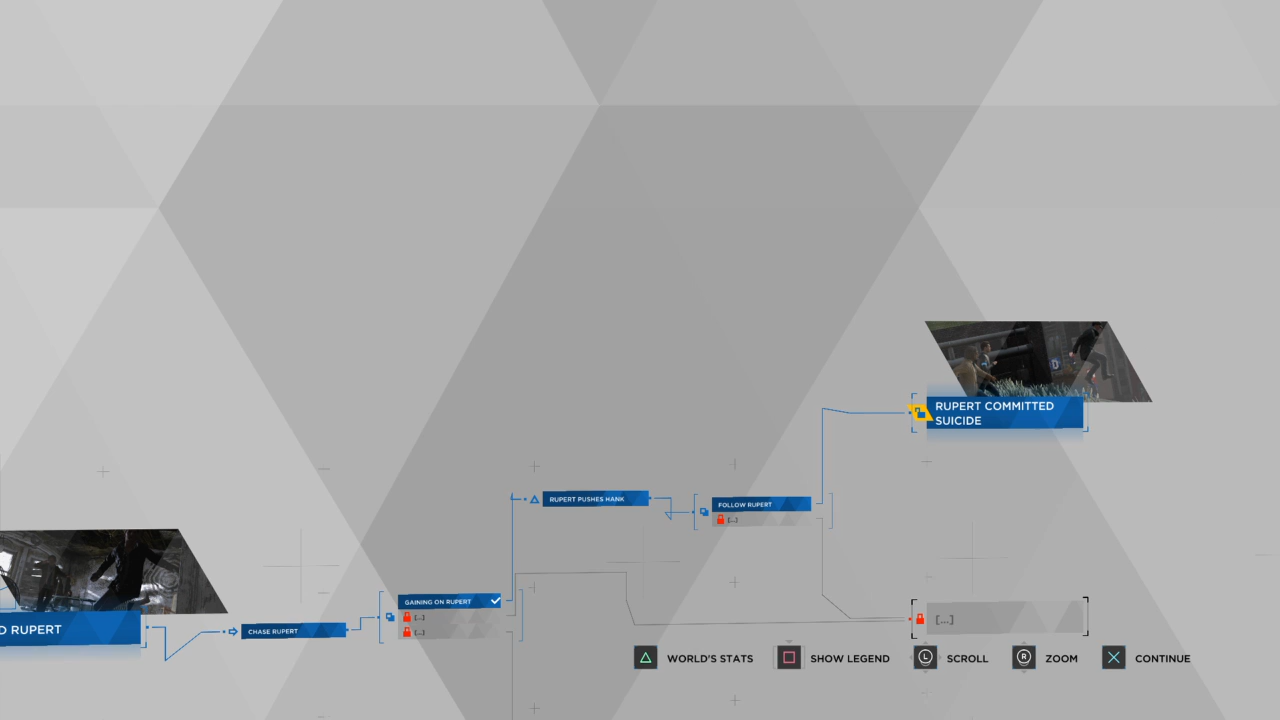 RUPERT COMMITTED
SUICIDE
RUPERT PUSHES HANK
FOLLOW RUPERT
[...]
GAINING ON RUPERT
[...]
[...]
D RUPERT
CHASE RUPERT
[...]
WORLD'S STATS
SHOW LEGEND
L SCROLL
R ZOOM
CONTINUE